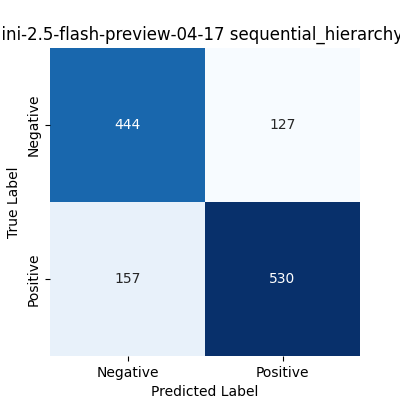 ini-2.5-flash-preview-04-17 sequential_hierarchy
True Label
Negative
444
127
Positive
157
530
Negative
Positive
Predicted Label